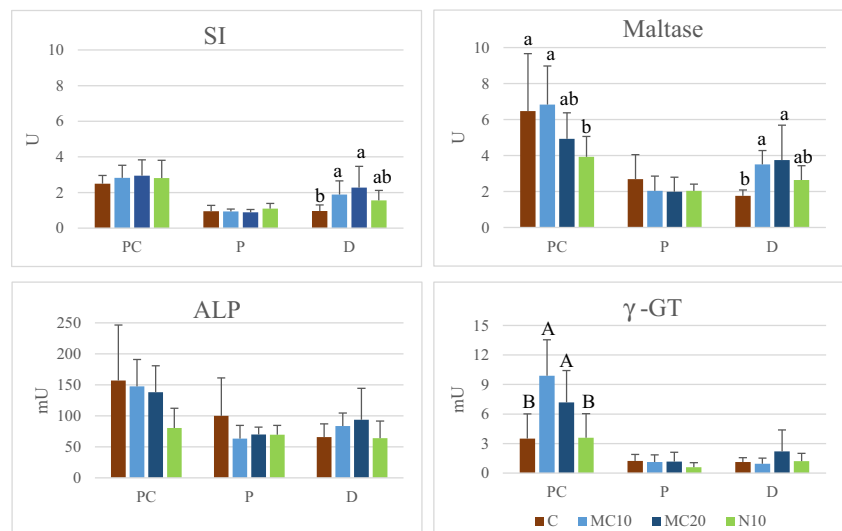 SI
10
8
6
4
2
0
U
b
a
a
ab
PC
P
D
Maltase
10
8
6
4
2
0
U
a
a
ab
b
b
a
a
ab
PC
P
D
ALP
250
200
150
100
50
0
mU
PC
P
D
γ-GT
15
12
9
6
3
0
mU
B
A
A
B
PC
P
D
C MC10 MC20 N10